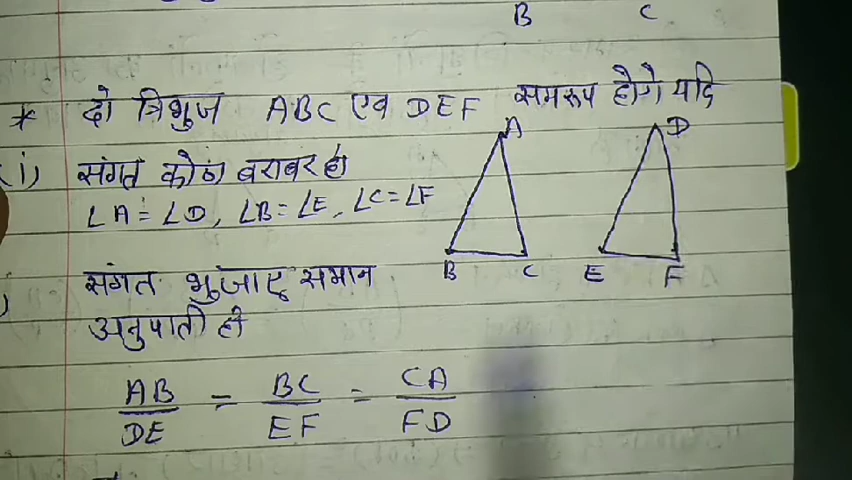 B C
* दो त्रिभुज ABC एवं DEF समरूप होगे यदि
(i) संगत कोण बराबर हो
∠A = ∠D, ∠B = ∠E, ∠C = ∠F
A D
B C E F
संगत भुजाए समान
अनुपाती हो
AB/DE = BC/EF = CA/FD